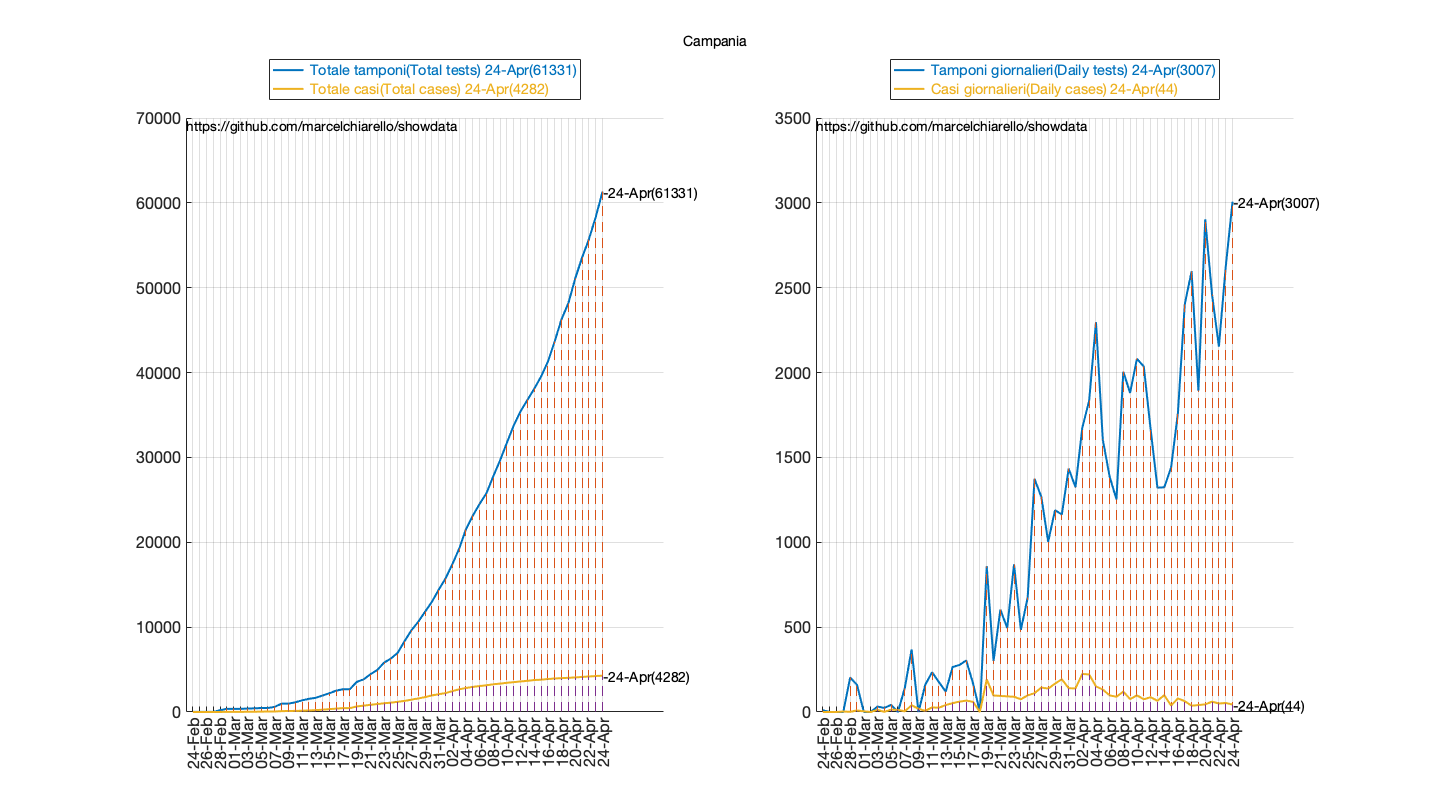 Campania
Totale tamponi(Total tests) 24-Apr(61331)
Totale casi(Total cases) 24-Apr(4282)
https://github.com/marcelchiarello/showdata
70000
60000
50000
40000
30000
20000
10000
0
24-Apr(61331)
24-Apr(4282)
24-Feb
26-Feb
28-Feb
01-Mar
03-Mar
05-Mar
07-Mar
09-Mar
11-Mar
13-Mar
15-Mar
17-Mar
19-Mar
21-Mar
23-Mar
25-Mar
27-Mar
29-Mar
31-Mar
02-Apr
04-Apr
06-Apr
08-Apr
10-Apr
12-Apr
14-Apr
16-Apr
18-Apr
20-Apr
22-Apr
24-Apr
Tamponi giornalieri(Daily tests) 24-Apr(3007)
Casi giornalieri(Daily cases) 24-Apr(44)
https://github.com/marcelchiarello/showdata
3500
3000
2500
2000
1500
1000
500
0
24-Apr(3007)
24-Apr(44)
24-Feb
26-Feb
28-Feb
01-Mar
03-Mar
05-Mar
07-Mar
09-Mar
11-Mar
13-Mar
15-Mar
17-Mar
19-Mar
21-Mar
23-Mar
25-Mar
27-Mar
29-Mar
31-Mar
02-Apr
04-Apr
06-Apr
08-Apr
10-Apr
12-Apr
14-Apr
16-Apr
18-Apr
20-Apr
22-Apr
24-Apr